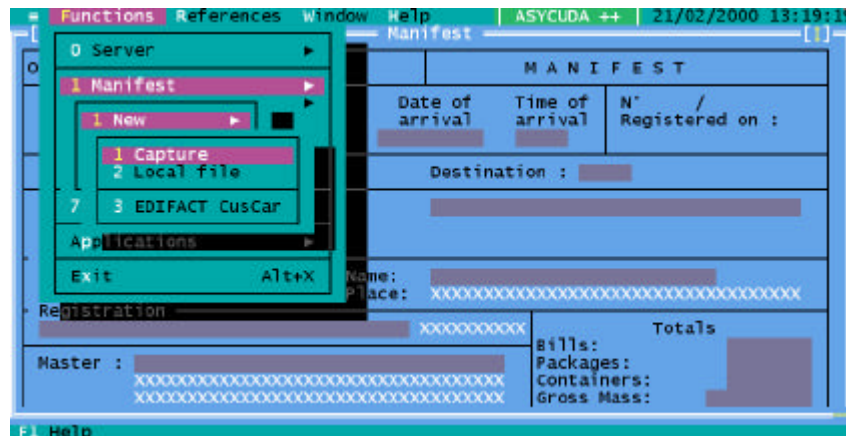 ≡ Functions References Window Help ASYCUDA ++ 21/02/2000 13:19:1
Manifest
0 Server
MANIFEST
1 Manifest
Date of arrival Time of arrival N° / Registered on :
1 New
1 Capture
2 Local file
Destination :
7 3 EDIFACT CusCar
Applications
Exit Alt+X Name:
Place: XXXXXXXXXXXXXXXXXXXXXXXXXXXXXXXXXXX
Registration
XXXXXXXXXX Totals
Bills:
Master : Packages:
XXXXXXXXXXXXXXXXXXXXXXXXXXXXXXXXXXX Containers:
XXXXXXXXXXXXXXXXXXXXXXXXXXXXXXXXXXX Gross Mass:
F1 Help